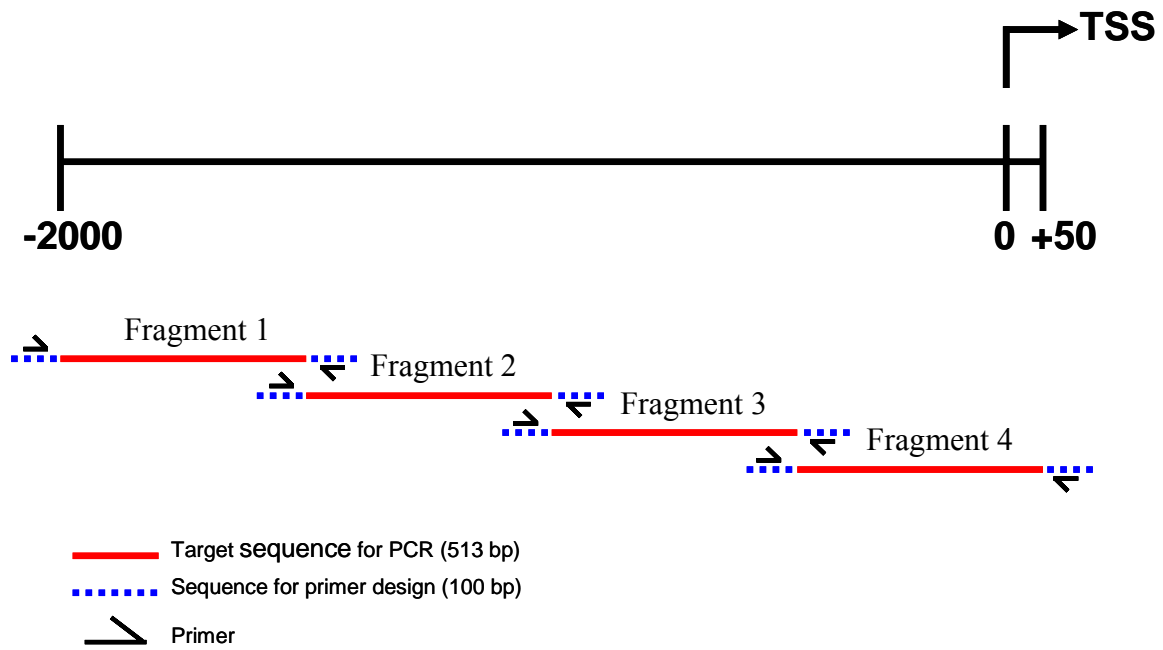 TSS
-2000
0 +50
Fragment 1
Fragment 2
Fragment 3
Fragment 4
Target sequence for PCR (513 bp)
Sequence for primer design (100 bp)
Primer